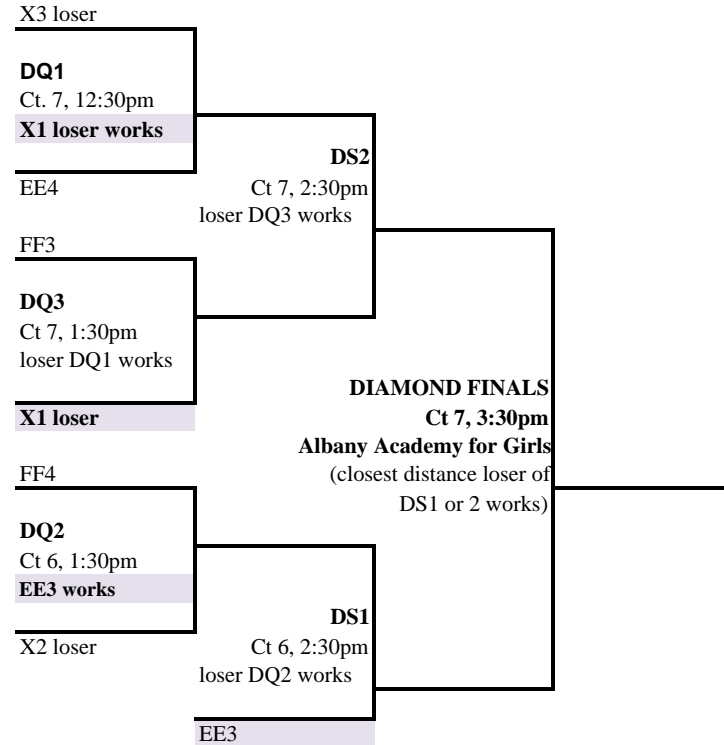 X3 loser
DQ1
Ct. 7, 12:30pm
X1 loser works
EE4
DS2
Ct 7, 2:30pm
loser DQ3 works
FF3
DQ3
Ct 7, 1:30pm
loser DQ1 works
X1 loser
DIAMOND FINALS
Ct 7, 3:30pm
Albany Academy for Girls
(closest distance loser of
DS1 or 2 works)
FF4
DQ2
Ct 6, 1:30pm
EE3 works
X2 loser
DS1
Ct 6, 2:30pm
loser DQ2 works
EE3